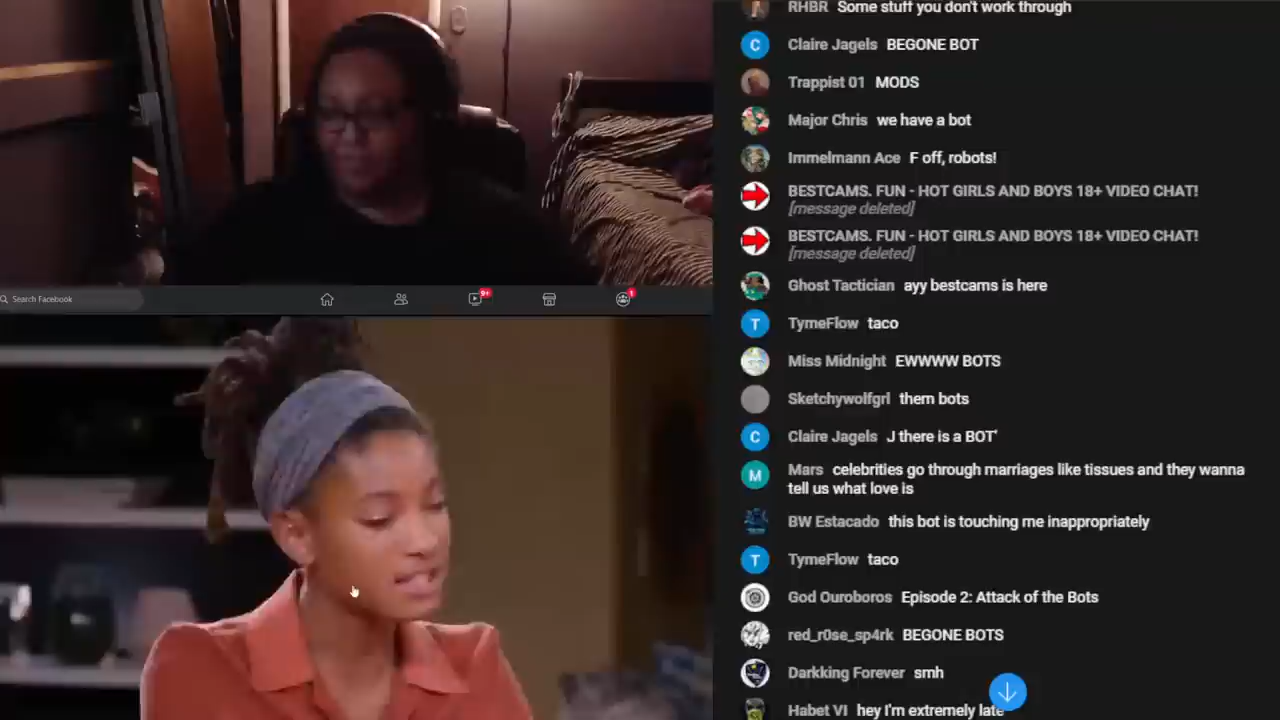 RHBR Some stuff you don't work through
C Claire Jagels BEGONE BOT
Trappist 01 MODS
Major Chris we have a bot
Immelmann Ace F off, robots!
BESTCAMS. FUN - HOT GIRLS AND BOYS 18+ VIDEO CHAT!
[message deleted]
BESTCAMS. FUN - HOT GIRLS AND BOYS 18+ VIDEO CHAT!
[message deleted]
Ghost Tactician ayy bestcams is here
T TymeFlow taco
Miss Midnight EWWWW BOTS
Sketchywolfgrl them bots
C Claire Jagels J there is a BOT'
M Mars celebrities go through marriages like tissues and they wanna
tell us what love is
BW Estacado this bot is touching me inappropriately
T TymeFlow taco
God Ouroboros Episode 2: Attack of the Bots
red_r0se_sp4rk BEGONE BOTS
Darkking Forever smh
Habet VI hey I'm extremely late
Search Facebook
9+
1